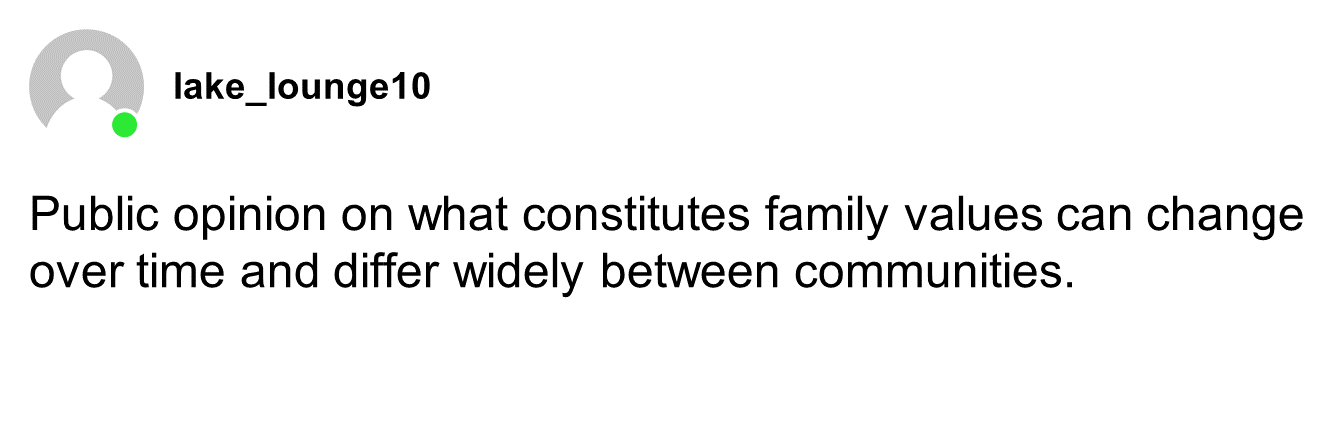 lake_lounge10
Public opinion on what constitutes family values can change
over time and differ widely between communities.